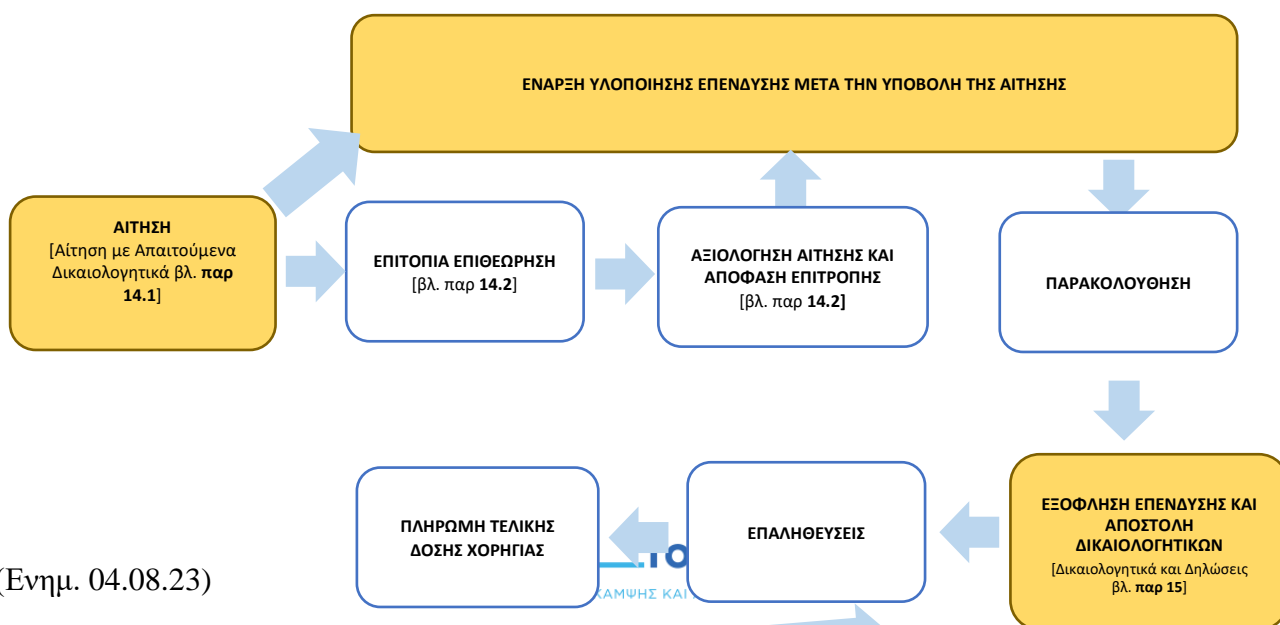 ΕΝΑΡΞΗ ΥΛΟΠΟΙΗΣΗΣ ΕΠΕΝΔΥΣΗΣ ΜΕΤΑ ΤΗΝ ΥΠΟΒΟΛΗ ΤΗΣ ΑΙΤΗΣΗΣ
ΑΙΤΗΣΗ
[Αίτηση με Απαιτούμενα
Δικαιολογητικά βλ. παρ
14.1]
ΕΠΙΤΟΠΙΑ ΕΠΙΘΕΩΡΗΣΗ
[βλ. παρ 14.2]
ΑΞΙΟΛΟΓΗΣΗ ΑΙΤΗΣΗΣ ΚΑΙ
ΑΠΟΦΑΣΗ ΕΠΙΤΡΟΠΗΣ
[βλ. παρ 14.2]
ΠΑΡΑΚΟΛΟΥΘΗΣΗ
ΕΞΟΦΛΗΣΗ ΕΠΕΝΔΥΣΗΣ ΚΑΙ
ΑΠΟΣΤΟΛΗ
ΔΙΚΑΙΟΛΟΓΗΤΙΚΩΝ
[Δικαιολογητικά και Δηλώσεις
βλ. παρ 15]
ΕΠΑΛΗΘΕΥΣΕΙΣ
ΠΛΗΡΩΜΗ ΤΕΛΙΚΗΣ
ΔΟΣΗΣ ΧΟΡΗΓΙΑΣ
(Ενημ. 04.08.23)
ΚΑΜΨΗΣ ΚΑΙ